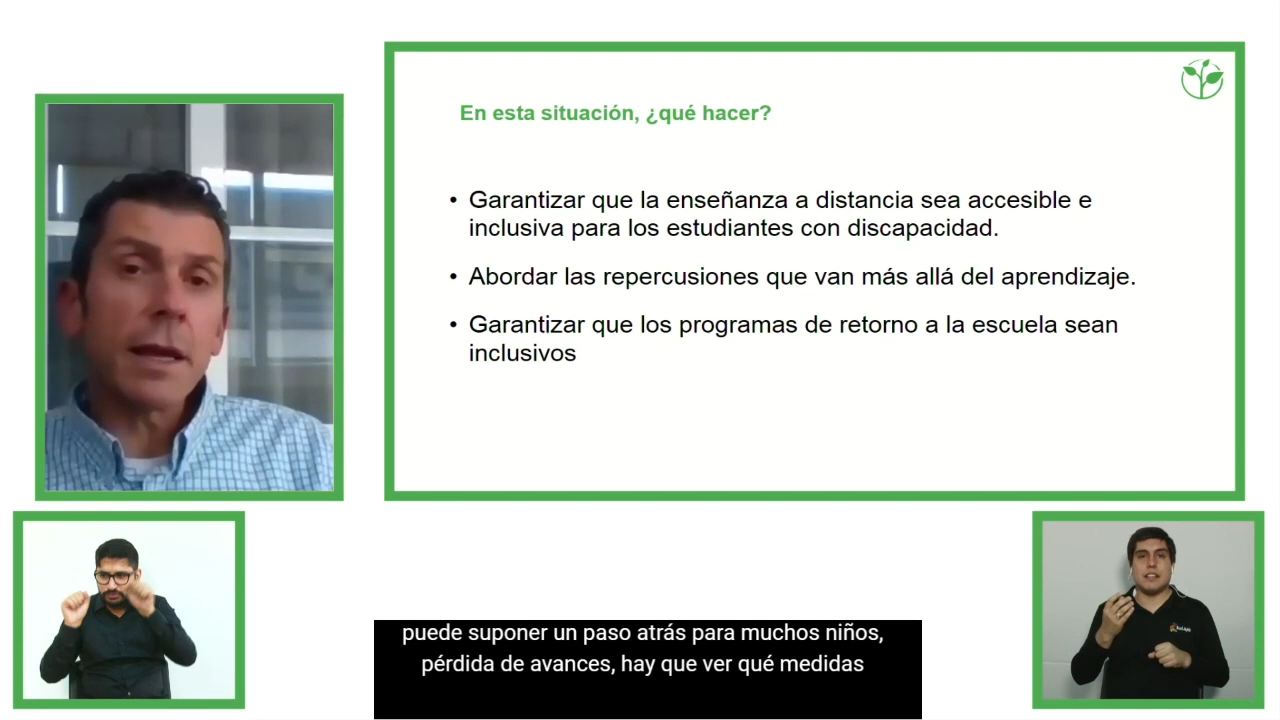 En esta situación, ¿qué hacer?
• Garantizar que la enseñanza a distancia sea accesible e
inclusiva para los estudiantes con discapacidad.
• Abordar las repercusiones que van más allá del aprendizaje.
• Garantizar que los programas de retorno a la escuela sean
inclusivos
puede suponer un paso atrás para muchos niños,
pérdida de avances, hay que ver qué medidas